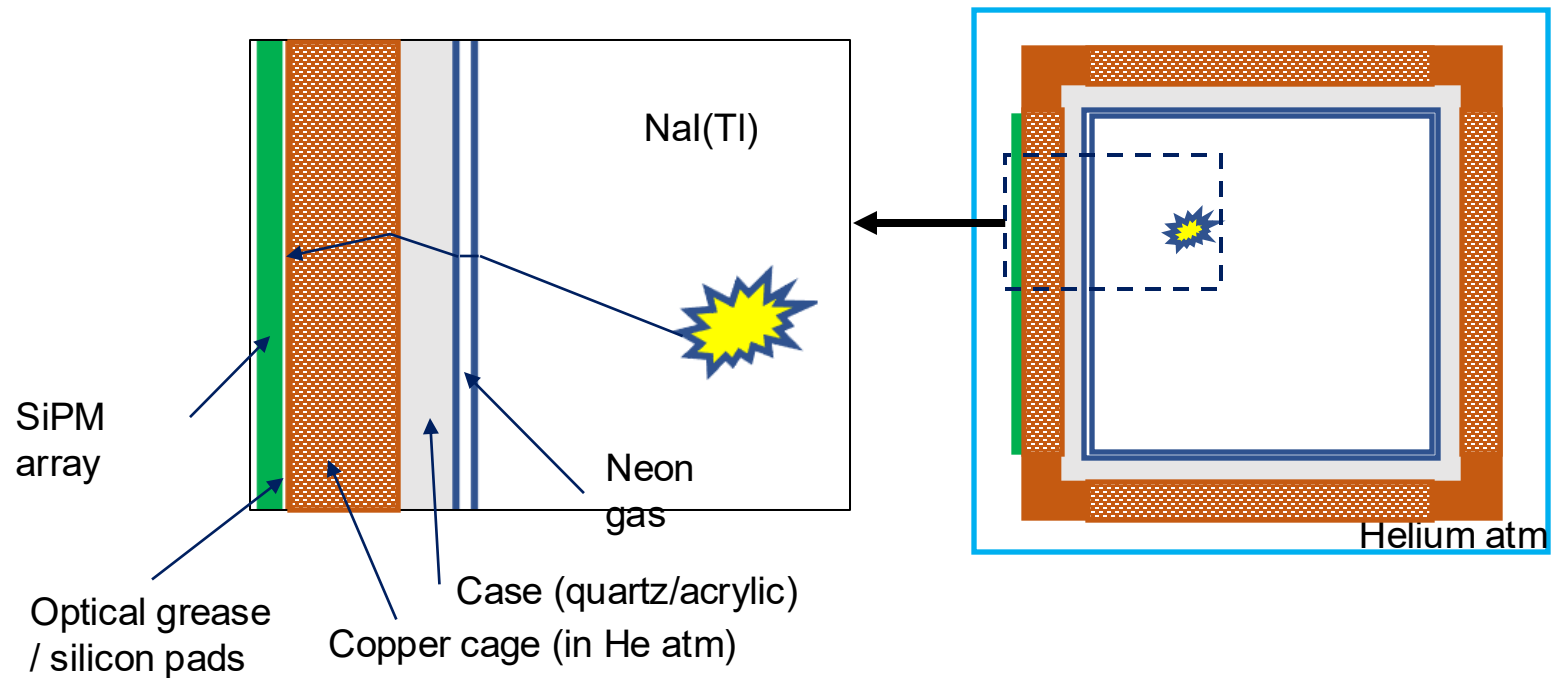 NaI(Tl)
SiPM
array
Neon
gas
Helium atm
Case (quartz/acrylic)
Optical grease
/ silicon pads
Copper cage (in He atm)